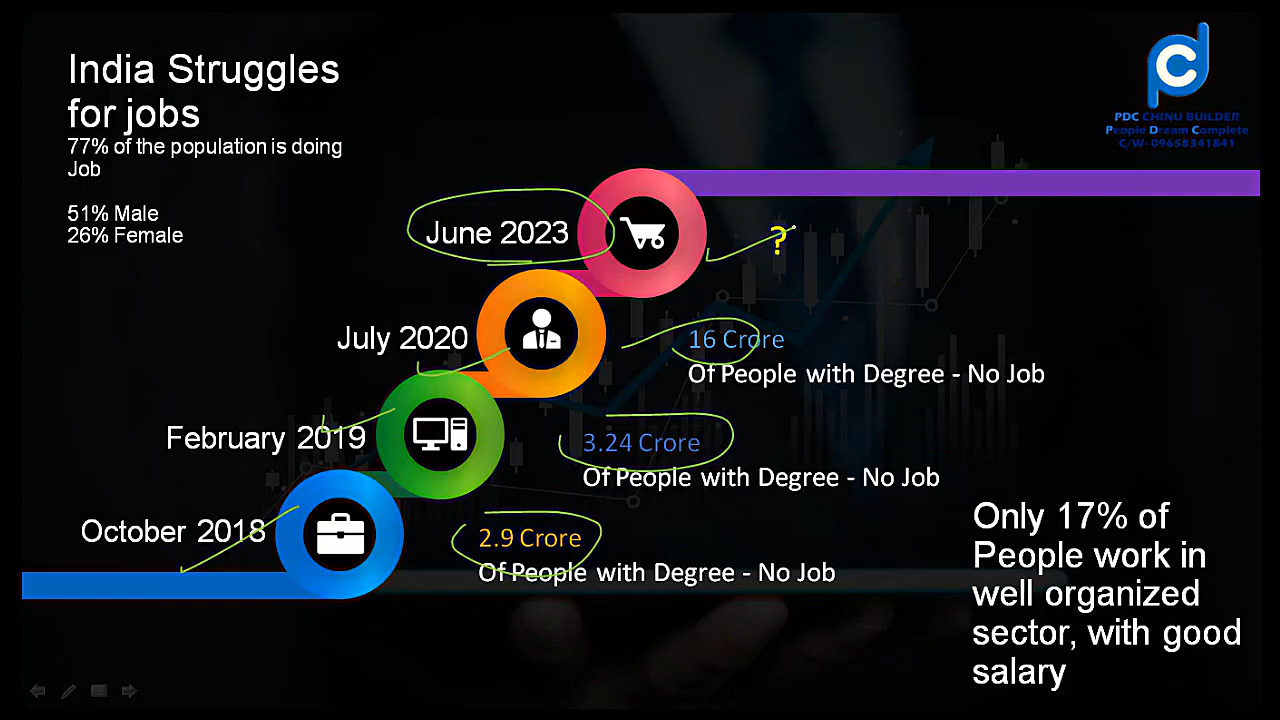 India Struggles
for jobs
77% of the population is doing
Job
51% Male
26% Female
PDC CHINU BUILDER
People Dream Complete
C/W- 09658341841
June 2023
?
July 2020
16 Crore
Of People with Degree - No Job
February 2019
3.24 Crore
Of People with Degree - No Job
October 2018
2.9 Crore
Of People with Degree - No Job
Only 17% of
People work in
well organized
sector, with good
salary